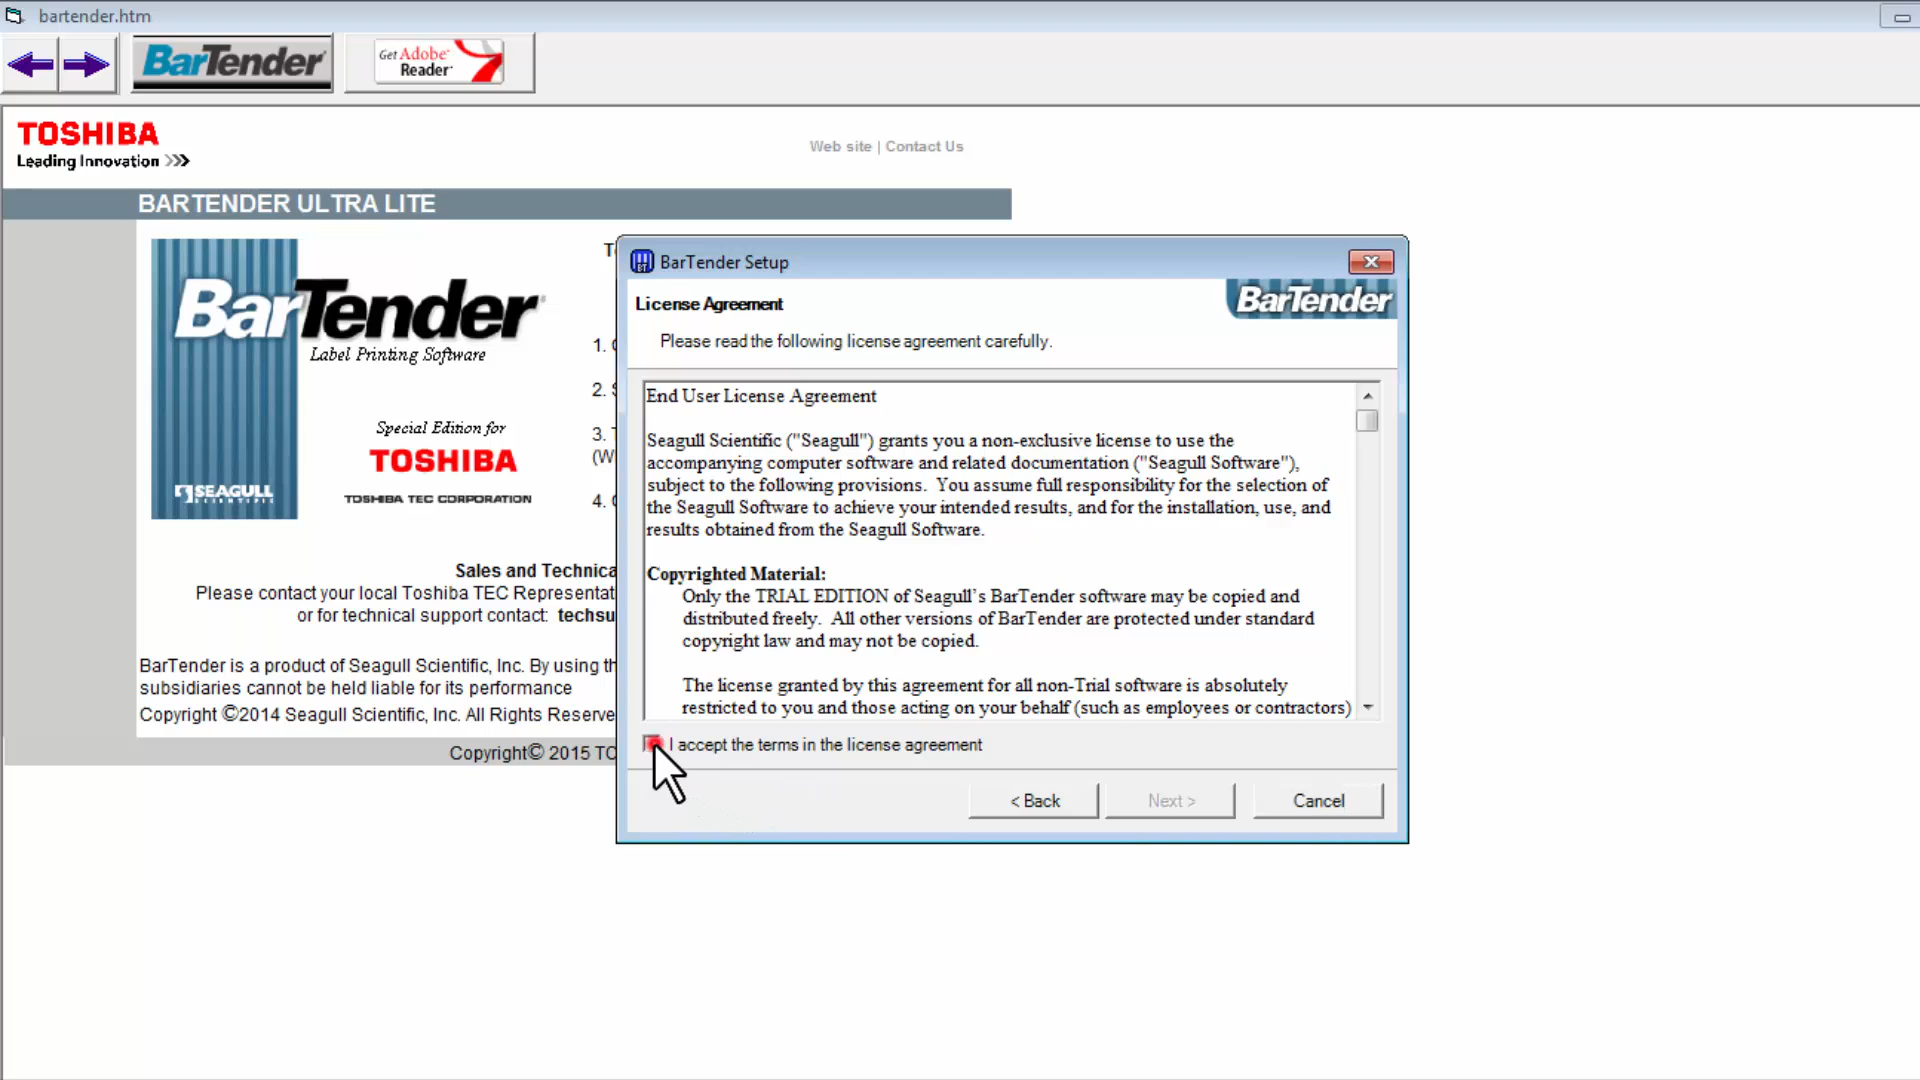 bartender.htm
BarTender
Get Adobe
Reader
TOSHIBA
Leading Innovation >>>
Web site | Contact Us
BARTENDER ULTRA LITE
BarTender
Label Printing Software
Special Edition for
TOSHIBA
TOSHIBA TEC CORPORATION
SEAGULL
SCIENTIFIC
1.
2.
3.
(W
4.
Sales and Technica
Please contact your local Toshiba TEC Representat
or for technical support contact: techsu
BarTender is a product of Seagull Scientific, Inc. By using th
subsidiaries cannot be held liable for its performance
Copyright ©2014 Seagull Scientific, Inc. All Rights Reserve
Copyright© 2015 TO
BarTender Setup
License Agreement
BarTender
Please read the following license agreement carefully.
End User License Agreement
Seagull Scientific ("Seagull") grants you a non-exclusive license to use the
accompanying computer software and related documentation ("Seagull Software"),
subject to the following provisions. You assume full responsibility for the selection of
the Seagull Software to achieve your intended results, and for the installation, use, and
results obtained from the Seagull Software.
Copyrighted Material:
Only the TRIAL EDITION of Seagull's BarTender software may be copied and
distributed freely. All other versions of BarTender are protected under standard
copyright law and may not be copied.
The license granted by this agreement for all non-Trial software is absolutely
restricted to you and those acting on your behalf (such as employees or contractors)
I accept the terms in the license agreement
< Back
Next >
Cancel